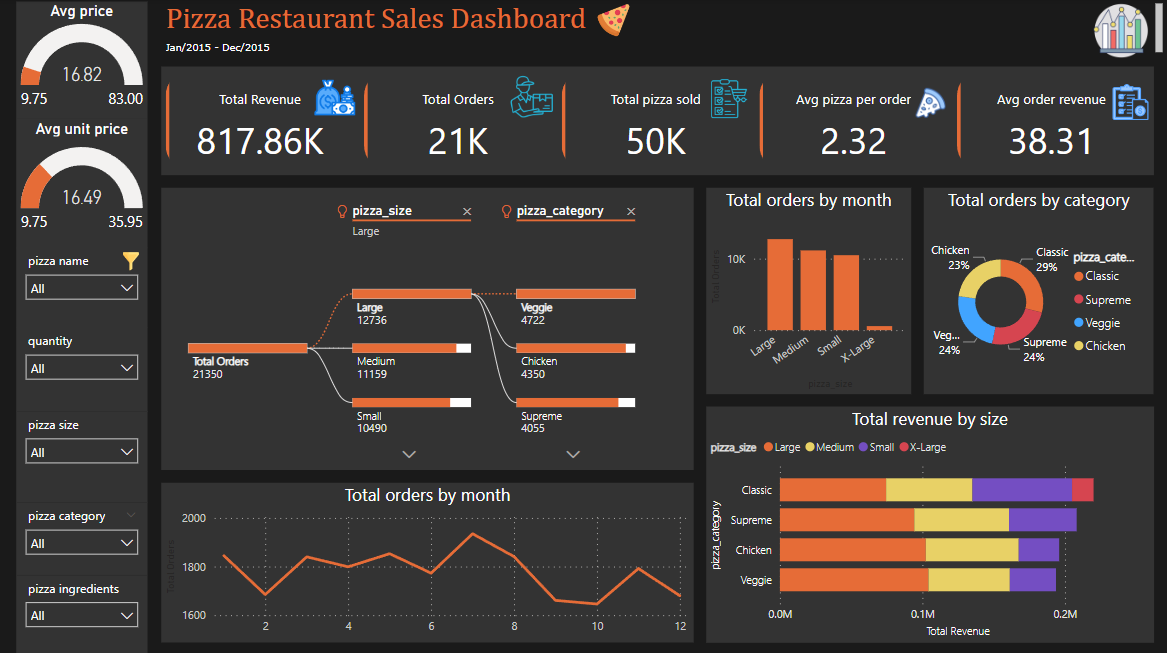 Avg price
16.82
9.75 83.00
Avg unit price
16.49
9.75 35.95
pizza name
All
quantity
All
pizza size
All
pizza category
All
pizza ingredients
All
Pizza Restaurant Sales Dashboard
Jan/2015 - Dec/2015
Total Revenue
817.86K
Total Orders
21K
Total pizza sold
50K
Avg pizza per order
2.32
Avg order revenue
38.31
pizza_size
Large
pizza_category
Total Orders
21350
Large
12736
Medium
11159
Small
10490
Veggie
4722
Chicken
4350
Supreme
4055
Total orders by month
Total Orders
10K
0K
Large
Medium
Small
X-Large
pizza_size
Total orders by category
Chicken
23%
Classic
29%
Veg...
24%
Supreme
24%
pizza_cate...
Classic
Supreme
Veggie
Chicken
Total orders by month
Total Orders
2000
1800
1600
2 4 6 8 10 12
Total revenue by size
pizza_size Large Medium Small X-Large
pizza_category
Classic
Supreme
Chicken
Veggie
0.0M 0.1M 0.2M
Total Revenue